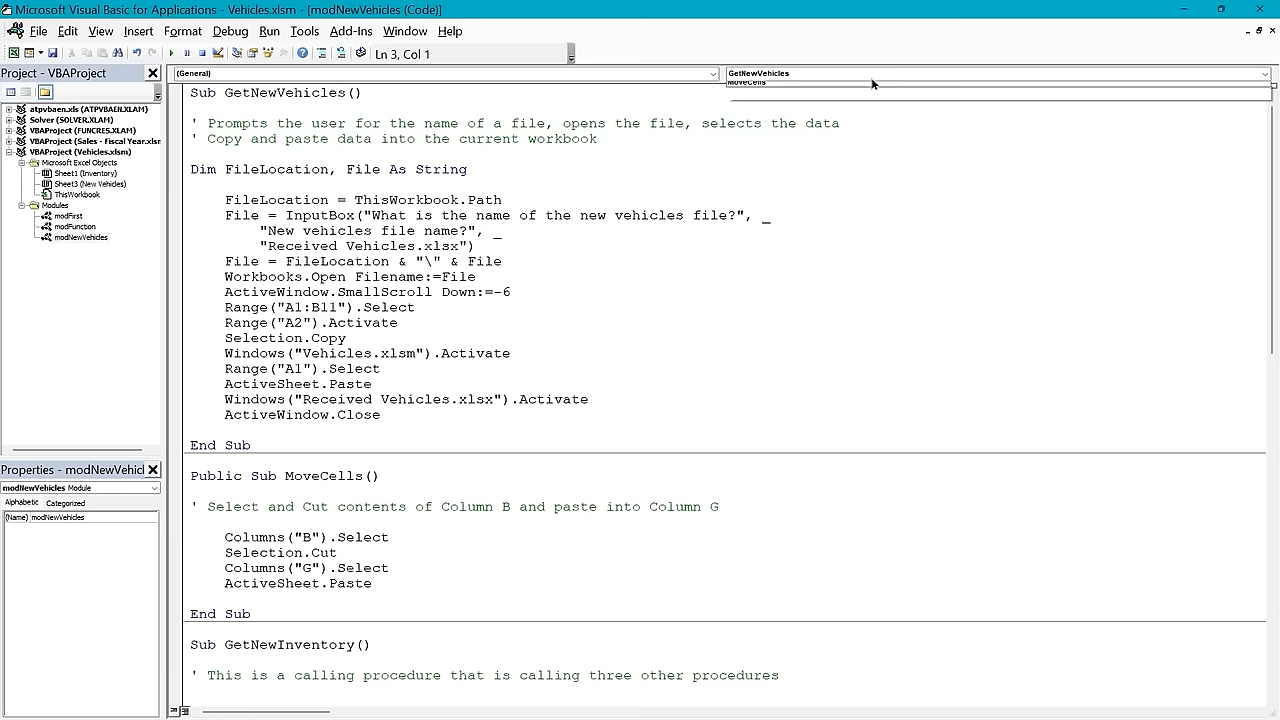 Microsoft Visual Basic for Applications - Vehicles.xlsm - [modNewVehicles (Code)]
File Edit View Insert Format Debug Run Tools Add-Ins Window Help
Ln 3, Col 1
Project - VBAProject
atpvbaen.xls (ATPVBAEN.XLAM)
Solver (SOLVER.XLAM)
VBAProject (FUNCRES.XLAM)
VBAProject (Sales - Fiscal Year.xlsm
VBAProject (Vehicles.xlsm)
Microsoft Excel Objects
Sheet1 (Inventory)
Sheet3 (New Vehicles)
ThisWorkbook
Modules
modFirst
modFunction
modNewVehicles
Properties - modNewVehicl
modNewVehicles Module
Alphabetic Categorized
(Name) modNewVehicles
(General)
GetNewVehicles
MoveCells
Sub GetNewVehicles()
' Prompts the user for the name of a file, opens the file, selects the data
' Copy and paste data into the current workbook
Dim FileLocation, File As String
FileLocation = ThisWorkbook.Path
File = InputBox("What is the name of the new vehicles file?", _
"New vehicles file name?", _
"Received Vehicles.xlsx")
File = FileLocation & "\" & File
Workbooks.Open Filename:=File
ActiveWindow.SmallScroll Down:=-6
Range("A1:B11").Select
Range("A2").Activate
Selection.Copy
Windows("Vehicles.xlsm").Activate
Range("A1").Select
ActiveSheet.Paste
Windows("Received Vehicles.xlsx").Activate
ActiveWindow.Close
End Sub
Public Sub MoveCells()
' Select and Cut contents of Column B and paste into Column G
Columns("B").Select
Selection.Cut
Columns("G").Select
ActiveSheet.Paste
End Sub
Sub GetNewInventory()
' This is a calling procedure that is calling three other procedures